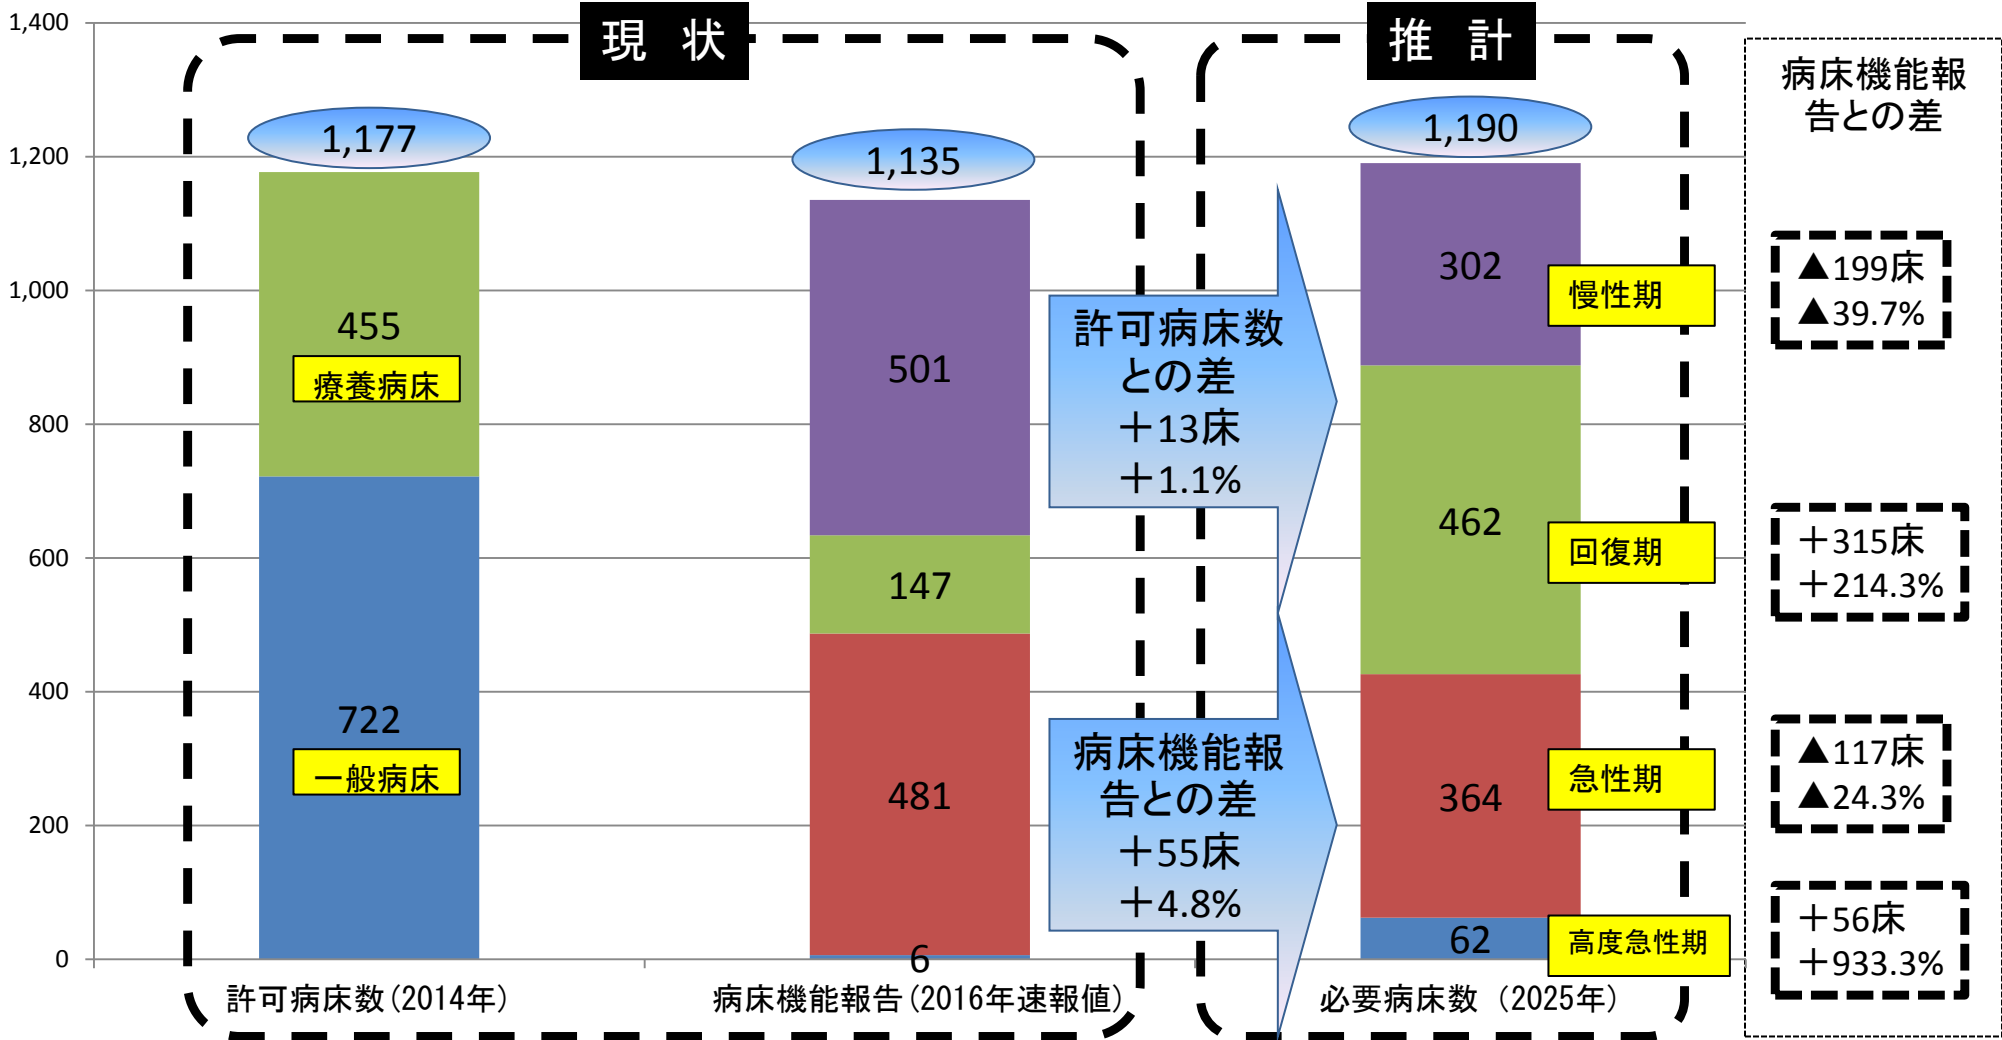 現 状
推 計
1,400
1,200
1,000
800
600
400
200
0
1,177
455
療養病床
722
一般病床
許可病床数(2014年)
1,135
501
147
481
6
病床機能報告(2016年速報値)
許可病床数
との差
＋13床
＋1.1%
病床機能報
告との差
＋55床
＋4.8%
1,190
302
慢性期
462
回復期
364
急性期
62
高度急性期
必要病床数 (2025年)
病床機能報
告との差
▲199床
▲39.7%
＋315床
＋214.3%
▲117床
▲24.3%
＋56床
＋933.3%